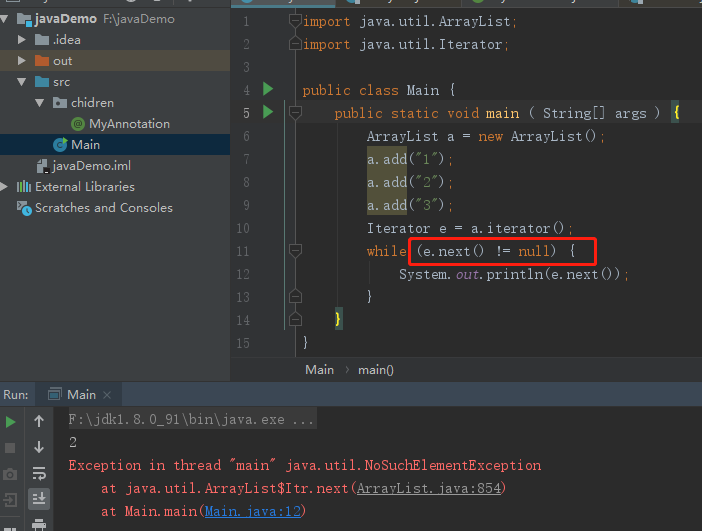 javaDemo F:\javaDemo
.idea
out
src
chidren
MyAnnotation
Main
javaDemo.iml
External Libraries
Scratches and Consoles
1 import java.util.ArrayList;
2 import java.util.Iterator;
3
4 public class Main {
5 public static void main ( String[] args ) {
6 ArrayList a = new ArrayList();
7 a.add("1");
8 a.add("2");
9 a.add("3");
10 Iterator e = a.iterator();
11 while (e.next() != null) {
12 System.out.println(e.next());
13 }
14 }
15 }
Main > main()
Run: Main ×
F:\jdk1.8.0_91\bin\java.exe ...
2
Exception in thread "main" java.util.NoSuchElementException
at java.util.ArrayList$Itr.next(ArrayList.java:854)
at Main.main(Main.java:12)